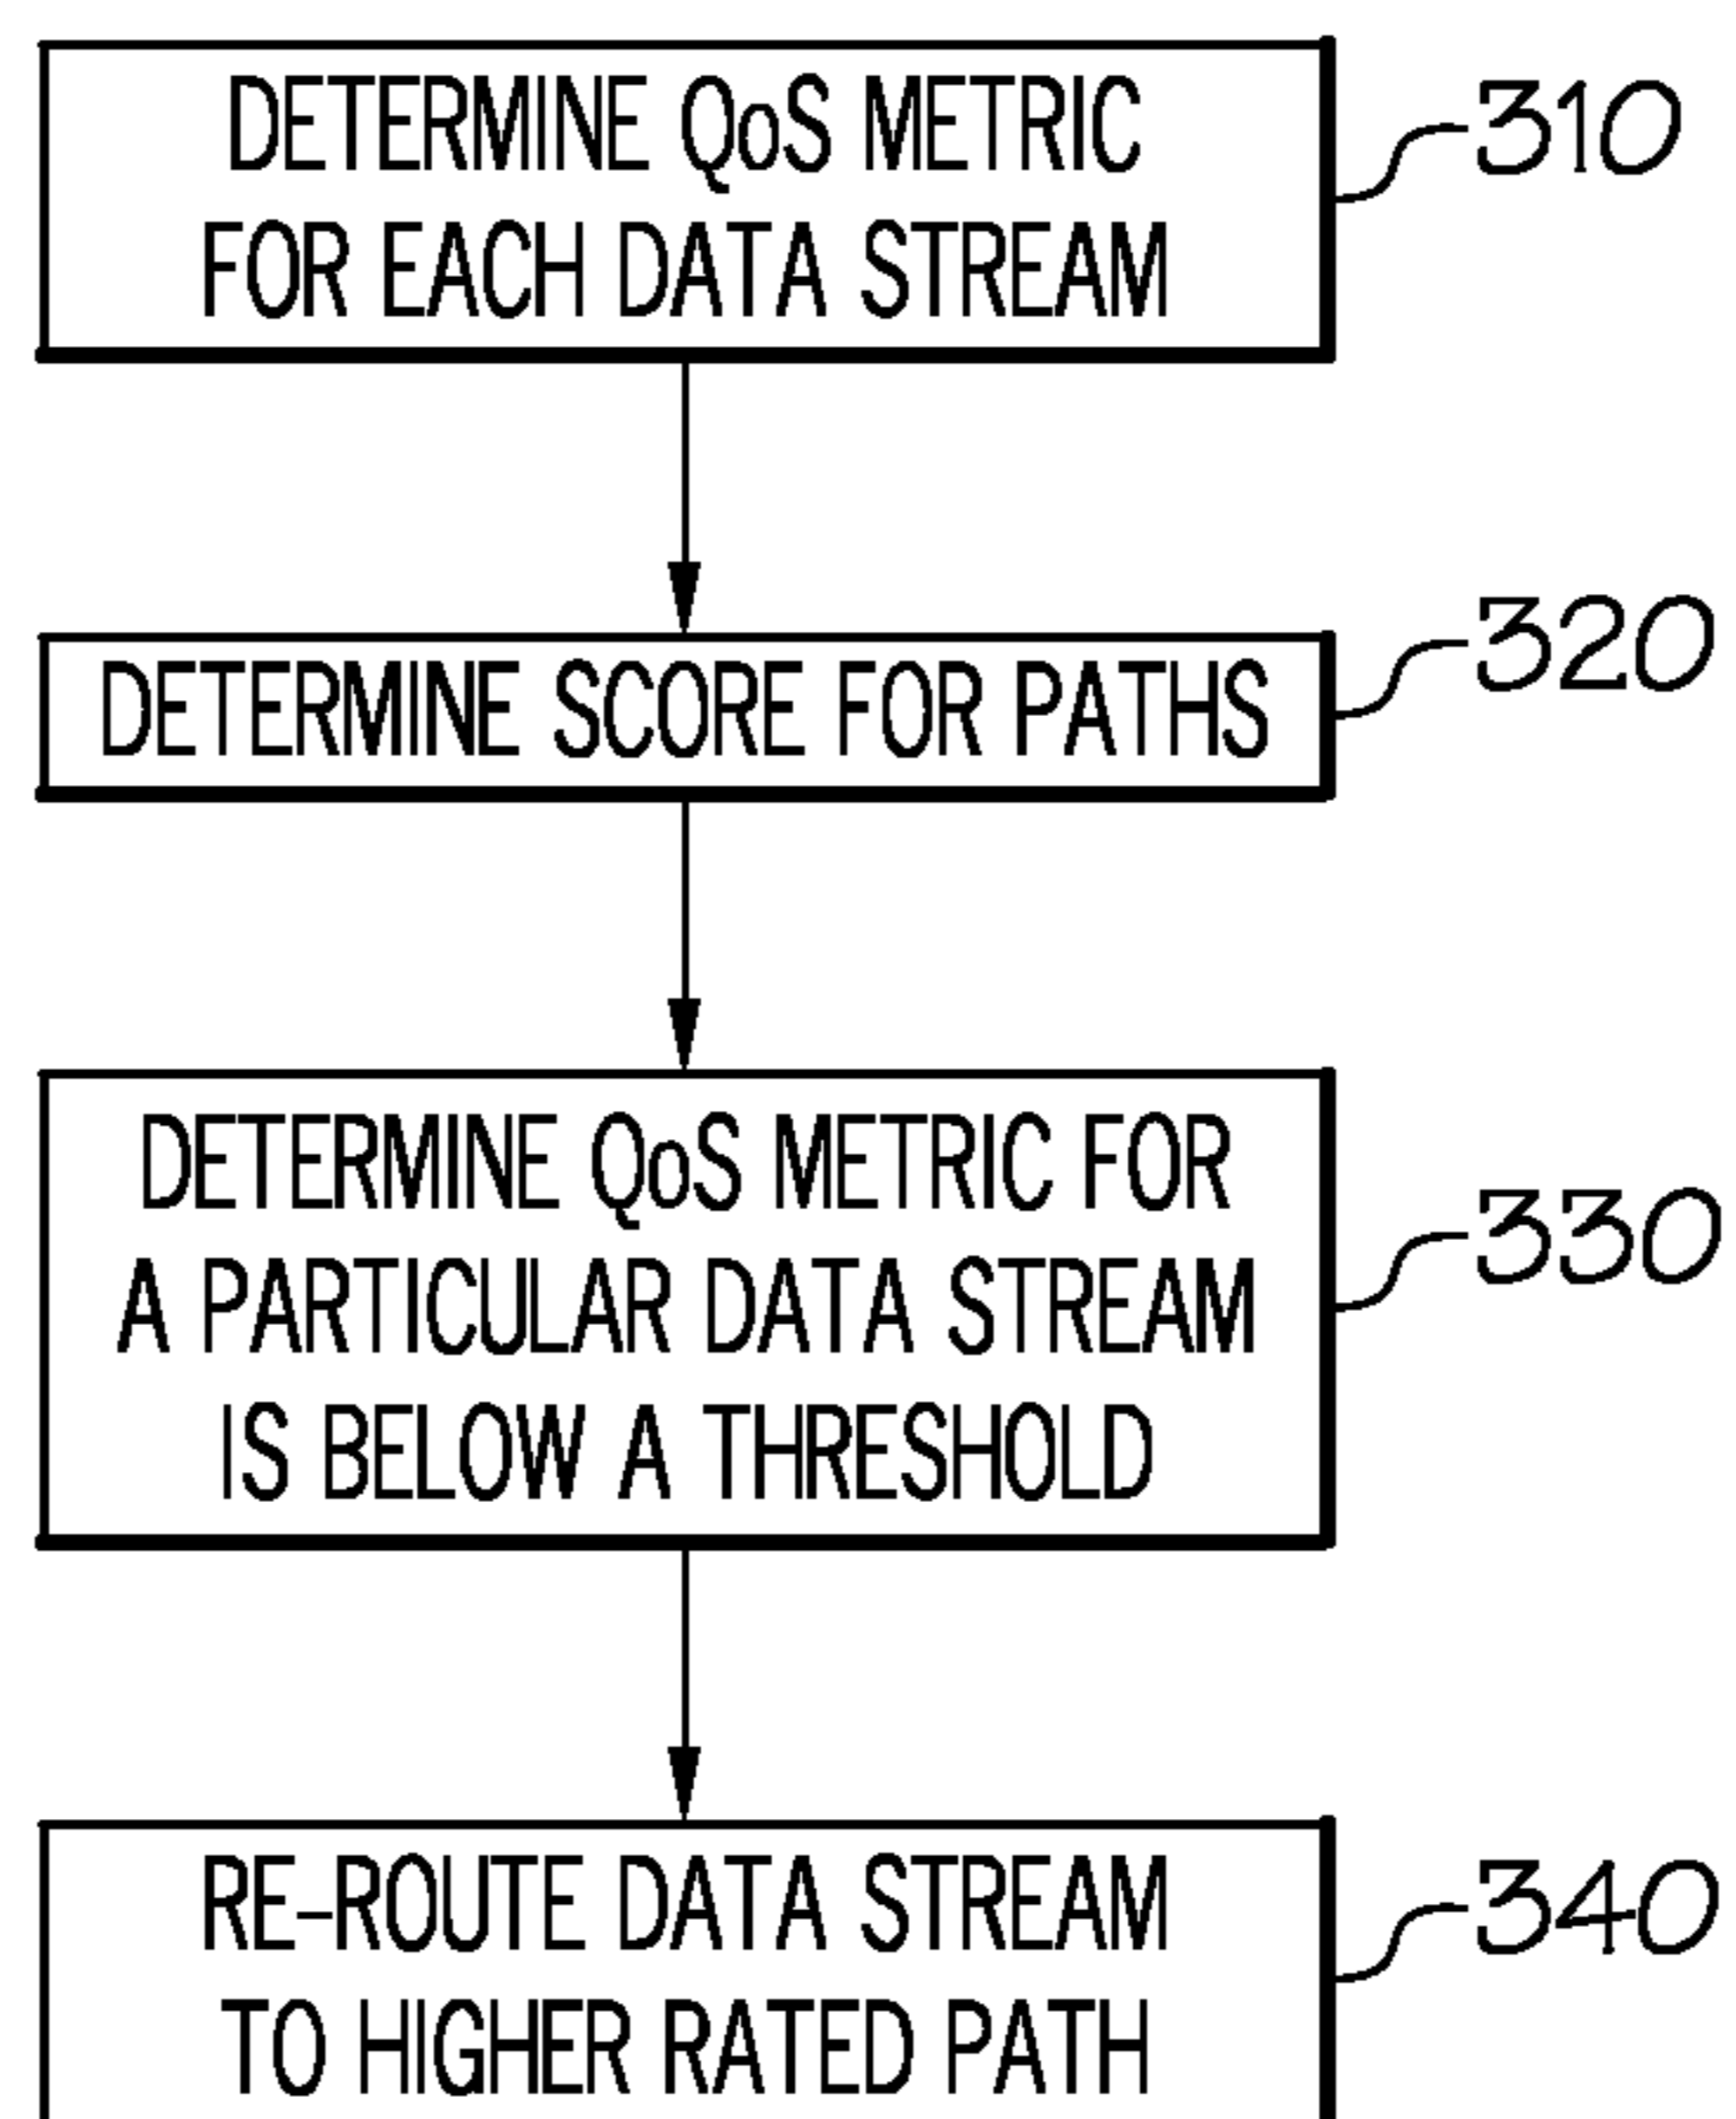 DETERMINE QoS METRIC
FOR EACH DATA STREAM
310
DETERMINE SCORE FOR PATHS
320
DETERMINE QoS METRIC FOR
A PARTICULAR DATA STREAM
IS BELOW A THRESHOLD
330
RE-ROUTE DATA STREAM
TO HIGHER RATED PATH
340